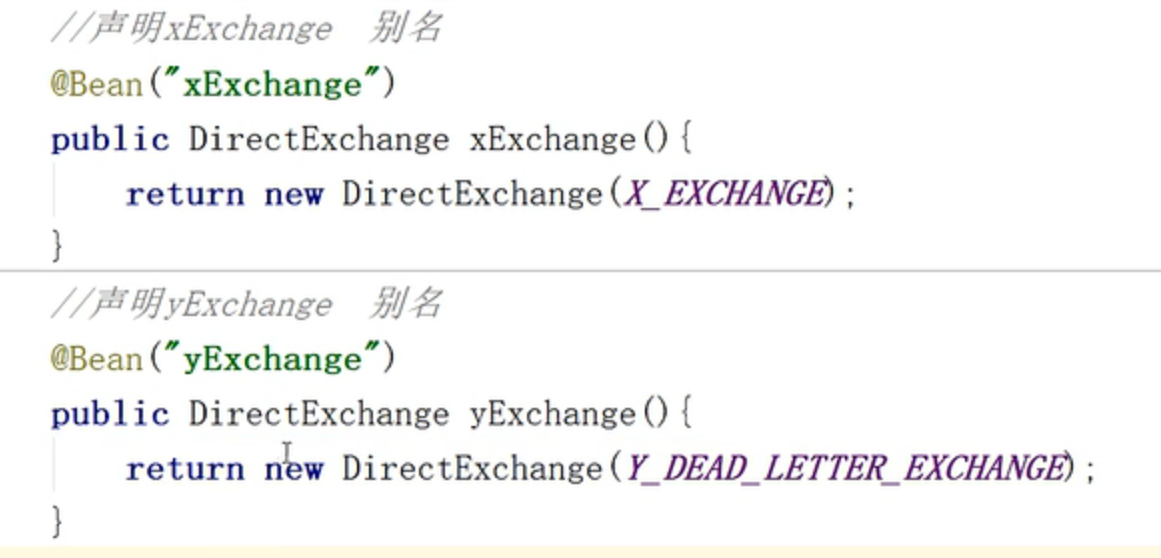 //声明xExchange 别名
@Bean("xExchange")
public DirectExchange xExchange(){
return new DirectExchange(X_EXCHANGE);
}
//声明yExchange 别名
@Bean("yExchange")
public DirectExchange yExchange(){
return new DirectExchange(Y_DEAD_LETTER_EXCHANGE);
}